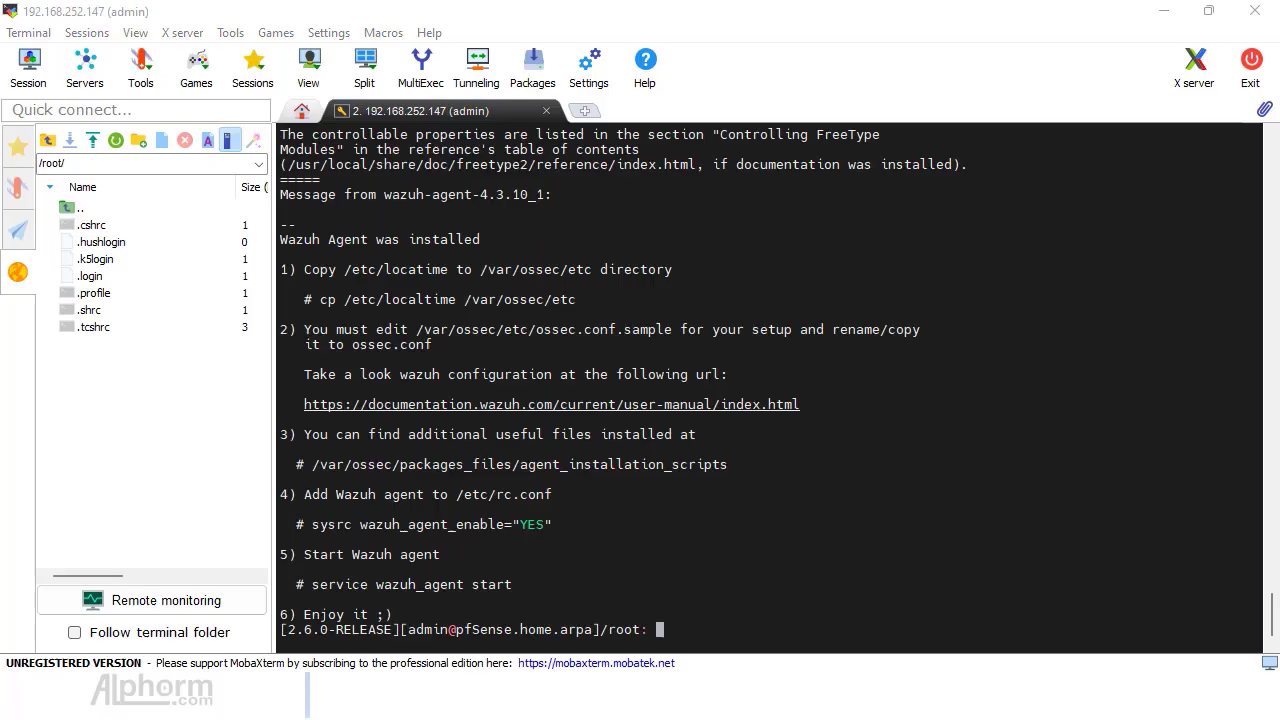 192.168.252.147 (admin)
Terminal Sessions View X server Tools Games Settings Macros Help
Session Servers Tools Games Sessions View Split MultiExec Tunneling Packages Settings Help X server Exit
Quick connect...
2. 192.168.252.147 (admin)
/root/
Name Size (
..
.cshrc 1
.hushlogin 0
.k5login 1
.login 1
.profile 1
.shrc 1
.tcshrc 3
Remote monitoring
Follow terminal folder
The controllable properties are listed in the section "Controlling FreeType
Modules" in the reference's table of contents
(/usr/local/share/doc/freetype2/reference/index.html, if documentation was installed).
=====
Message from wazuh-agent-4.3.10_1:
--
Wazuh Agent was installed
1) Copy /etc/locatime to /var/ossec/etc directory
# cp /etc/localtime /var/ossec/etc
2) You must edit /var/ossec/etc/ossec.conf.sample for your setup and rename/copy
it to ossec.conf
Take a look wazuh configuration at the following url:
https://documentation.wazuh.com/current/user-manual/index.html
3) You can find additional useful files installed at
# /var/ossec/packages_files/agent_installation_scripts
4) Add Wazuh agent to /etc/rc.conf
# sysrc wazuh_agent_enable="YES"
5) Start Wazuh agent
# service wazuh_agent start
6) Enjoy it ;)
[2.6.0-RELEASE][admin@pfSense.home.arpa]/root:
UNREGISTERED VERSION - Please support MobaXterm by subscribing to the professional edition here: https://mobaxterm.mobatek.net
Alphorm
.com